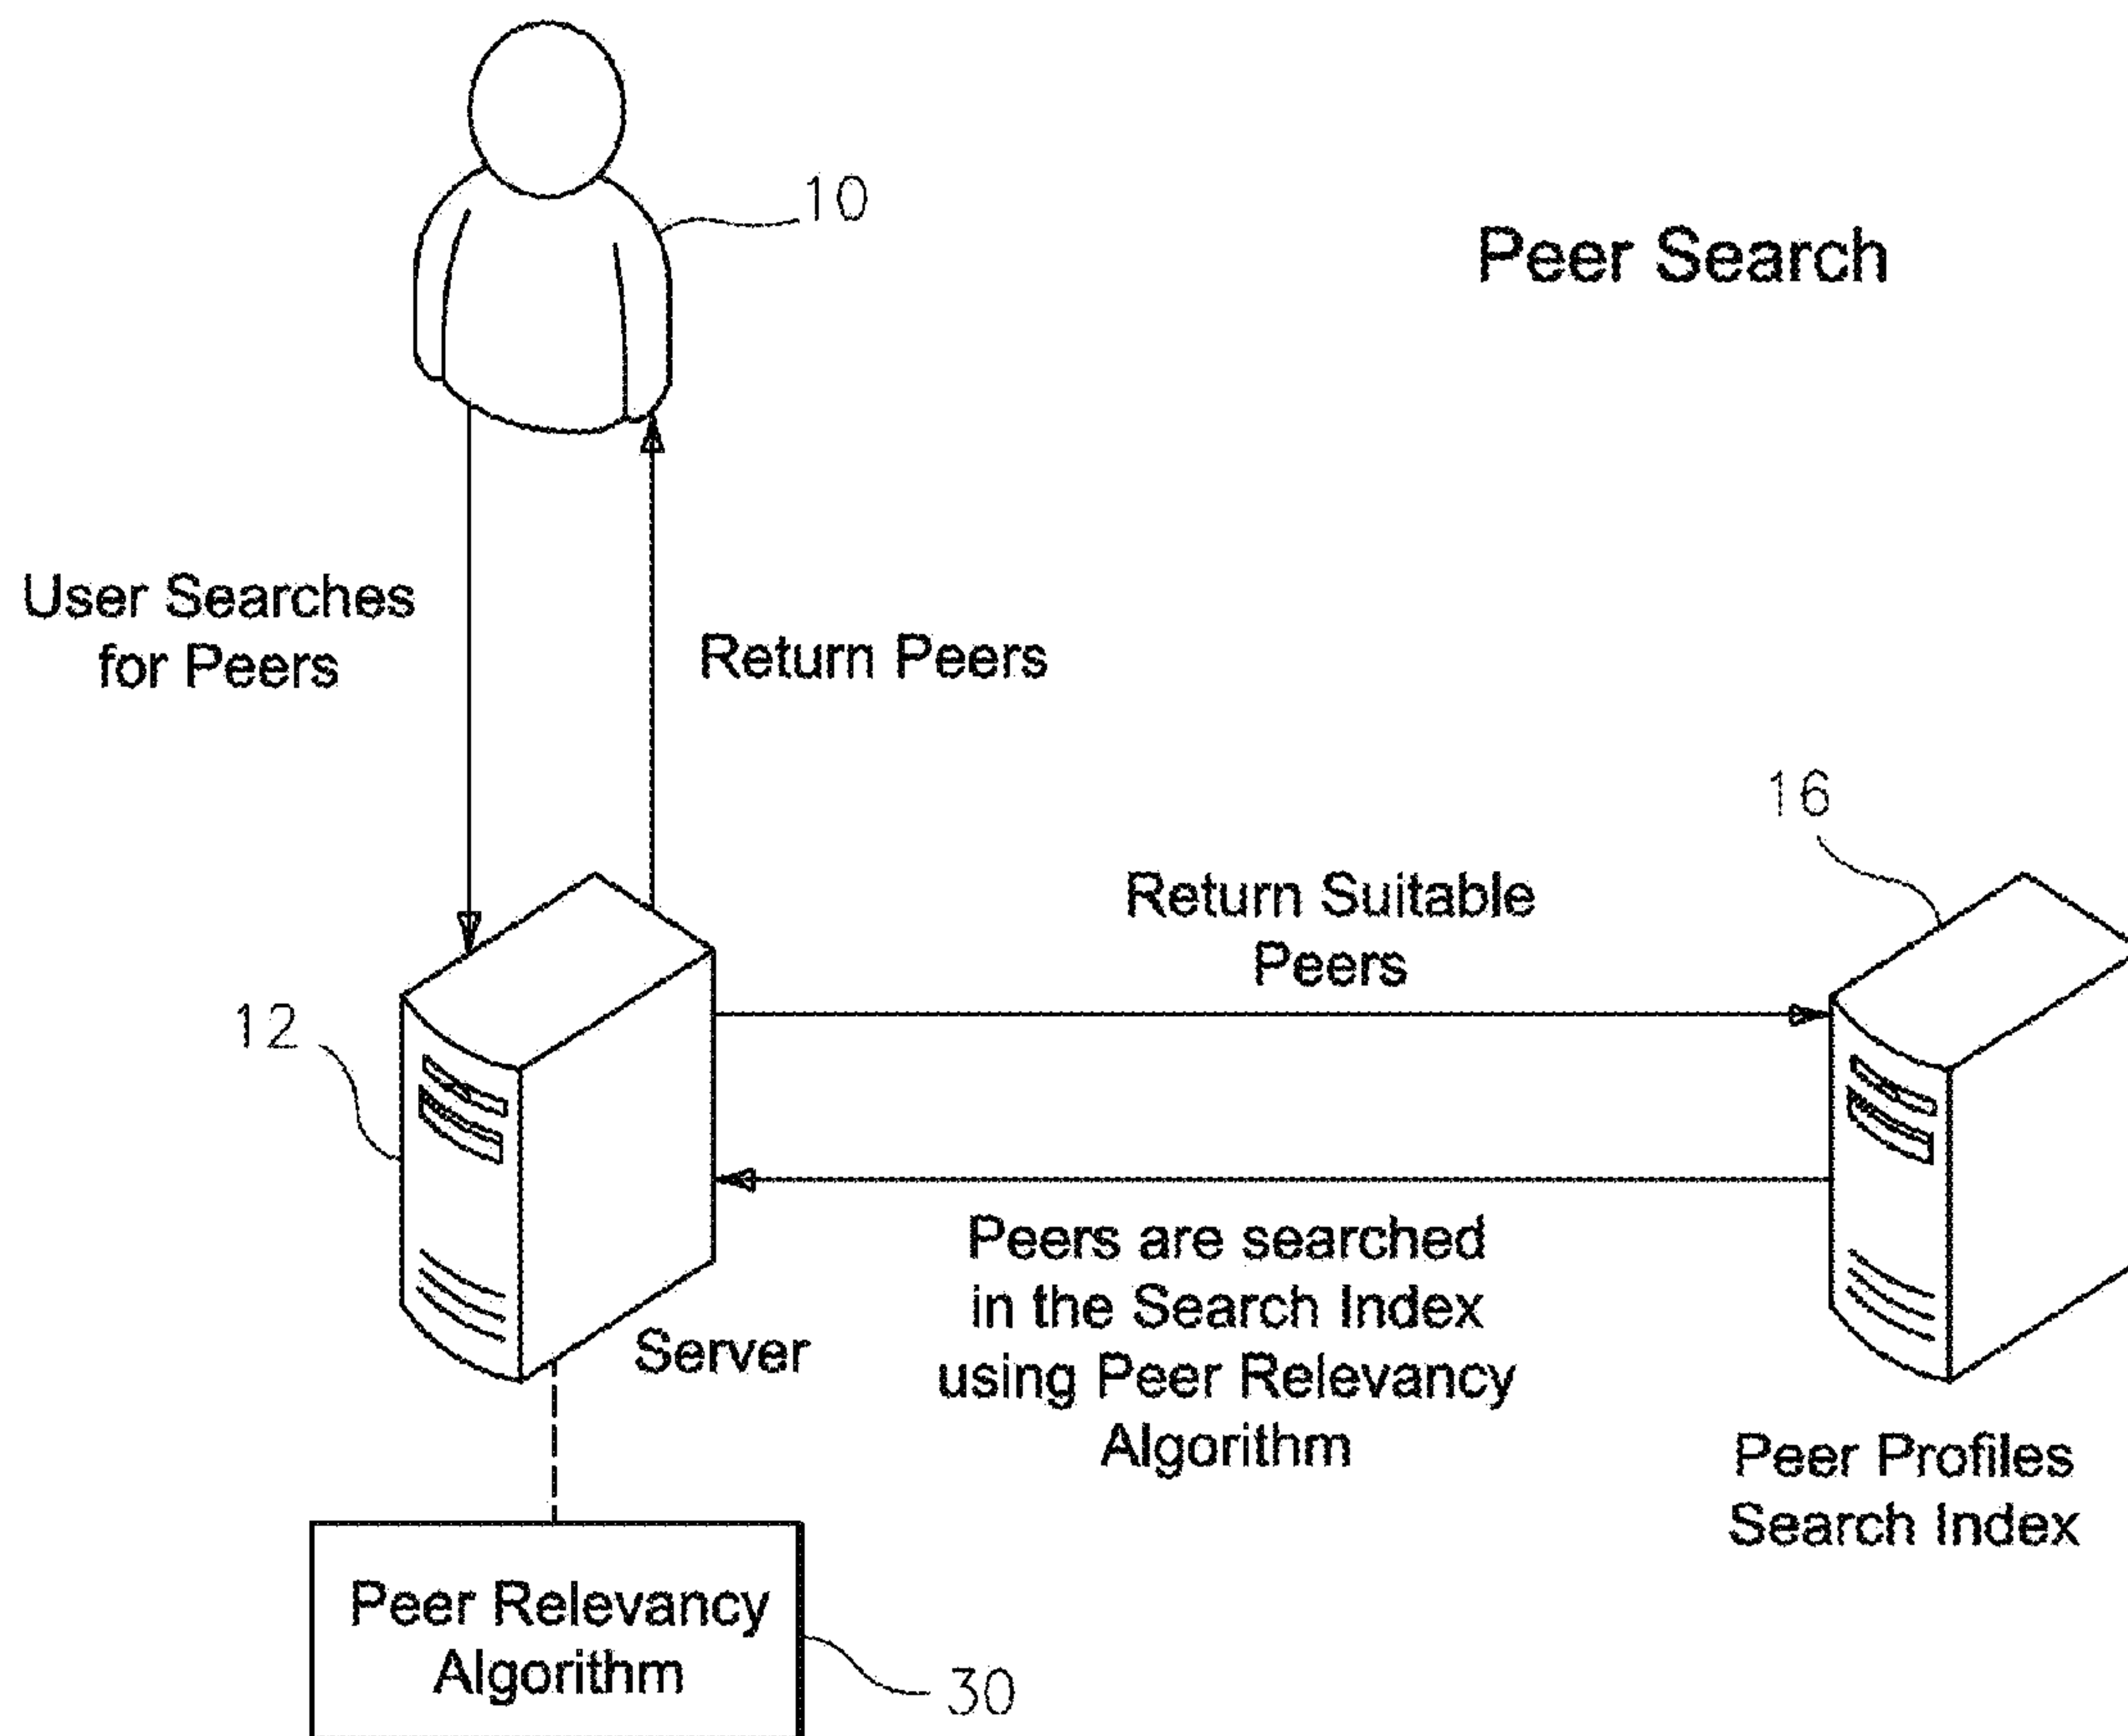 10
Peer Search
User Searches
for Peers
Return Peers
16
Return Suitable
Peers
12
Peers are searched
in the Search Index
using Peer Relevancy
Algorithm
Server
Peer Profiles
Search Index
Peer Relevancy
Algorithm
30